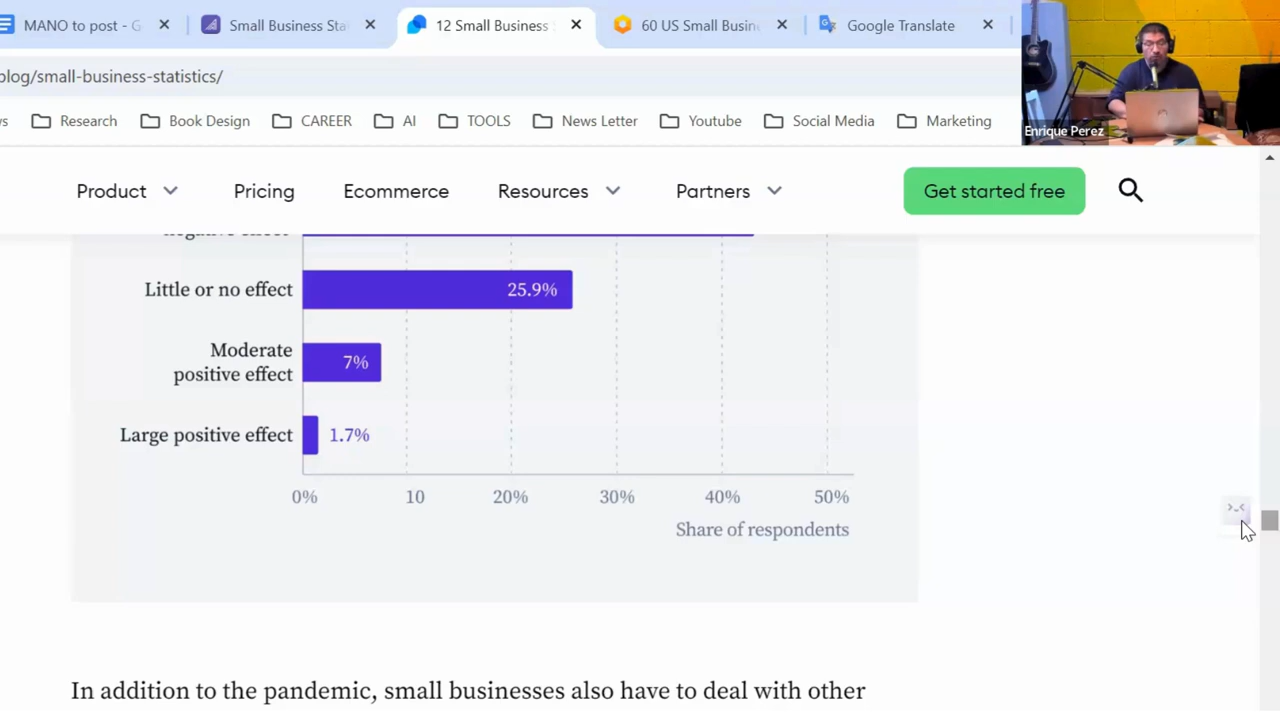 MANO to post - G
Small Business Sta
12 Small Business S
60 US Small Busin
Google Translate
blog/small-business-statistics/
vs
Research
Book Design
CAREER
AI
TOOLS
News Letter
Youtube
Social Media
Marketing
Enrique Perez
Product
Pricing
Ecommerce
Resources
Partners
Get started free
negative effect
Little or no effect
25.9%
Moderate
positive effect
7%
Large positive effect
1.7%
0% 10 20% 30% 40% 50%
Share of respondents
In addition to the pandemic, small businesses also have to deal with other